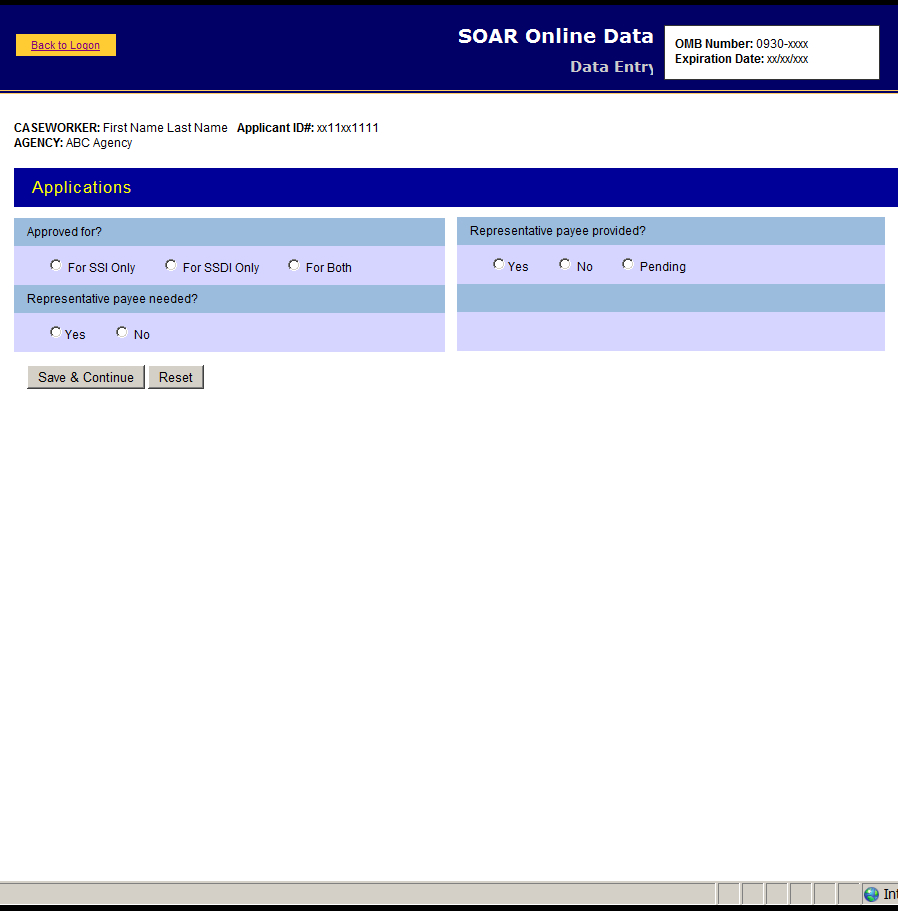 Back to Logon
SOAR Online Data
Data Entry
OMB Number: 0930-xxxx
Expiration Date: xx/xx/xxx
CASEWORKER: First Name Last Name Applicant ID#: xx11xx1111
AGENCY: ABC Agency
Applications
Approved for?
For SSI Only For SSDI Only For Both
Representative payee needed?
Yes No
Representative payee provided?
Yes No Pending
Save & Continue Reset
Int